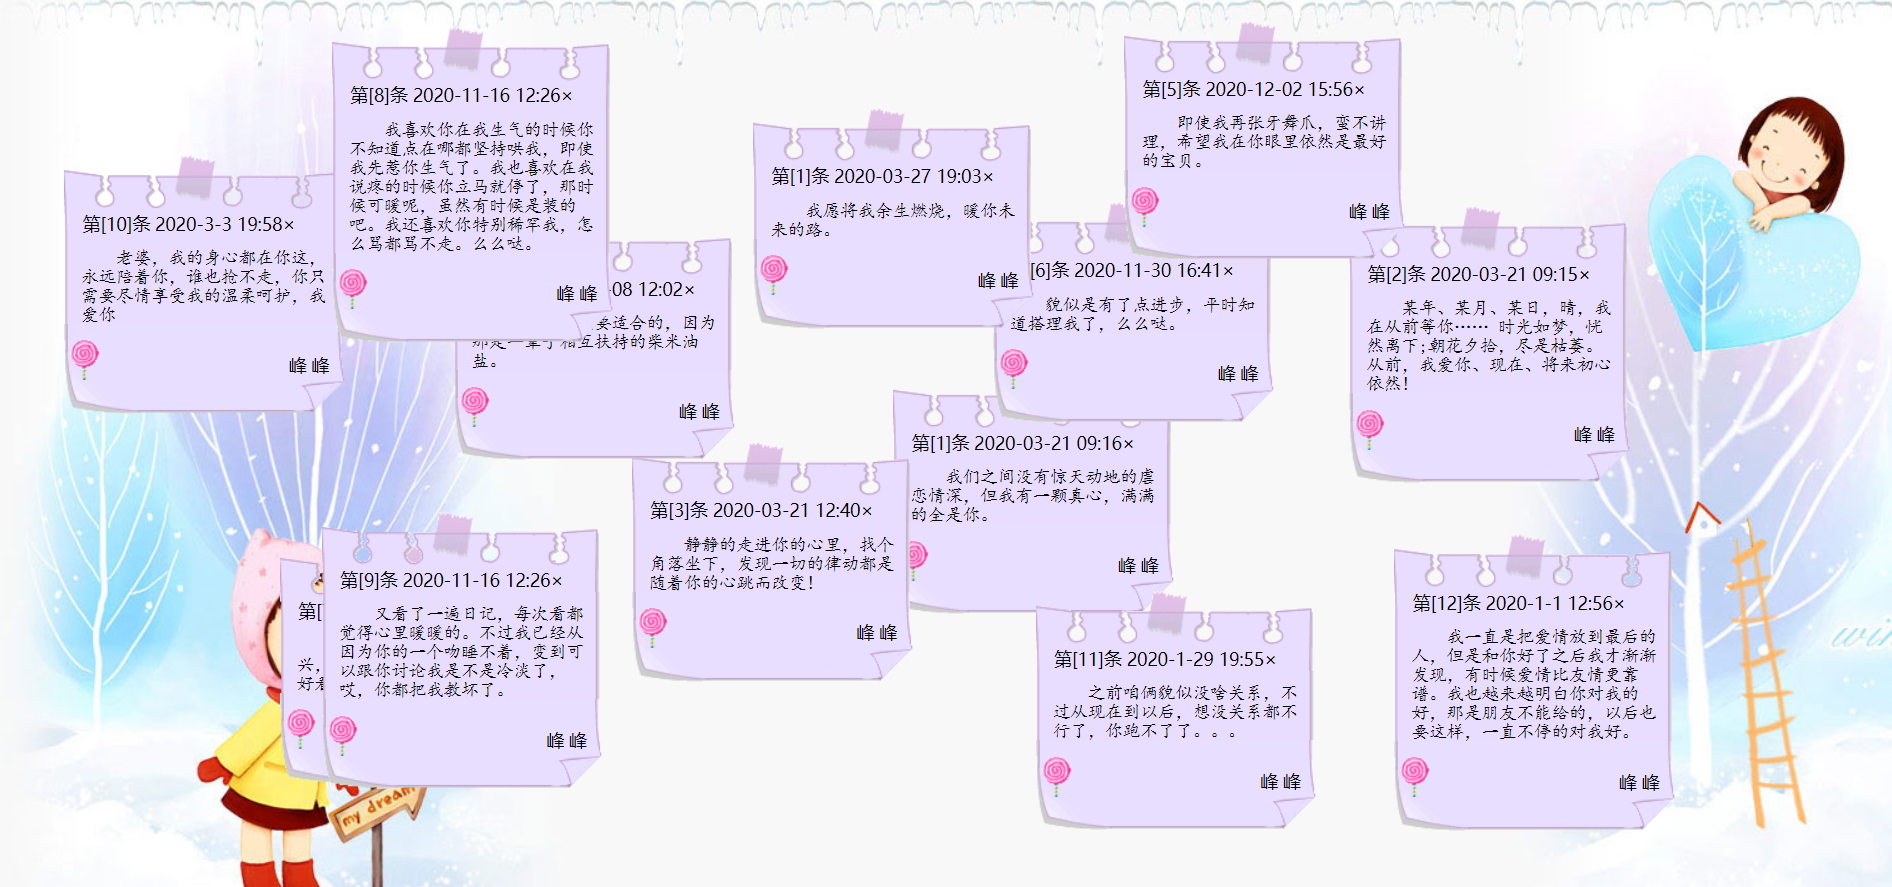 第[8]条 2020-11-16 12:26×
我喜欢你在我生气的时候你
不知道点在哪都坚持哄我，即使
我先惹你生气了。我也喜欢在我
说疼的时候你立马就停了，那时
候可暖呢，虽然有时候是装的
吧。我还喜欢你特别稀罕我，怎
么骂都骂不走。么么哒。
峰 峰
第[5]条 2020-12-02 15:56×
即使我再张牙舞爪，蛮不讲
理，希望我在你眼里依然是最好
的宝贝。
峰 峰
第[1]条 2020-03-27 19:03×
我愿将我余生燃烧，暖你未
来的路。
峰 峰
第[10]条 2020-3-3 19:58×
老婆，我的身心都在你这，
永远陪着你，谁也抢不走，你只
需要尽情享受我的温柔呵护，我
爱你
峰 峰
-08 12:02×
要适合的，因为
那是一辈子相互扶持的柴米油
盐。
峰 峰
[6]条 2020-11-30 16:41×
貌似是有了点进步，平时知
道搭理我了，么么哒。
峰 峰
第[2]条 2020-03-21 09:15×
某年、某月、某日，晴，我
在从前等你…… 时光如梦，恍
然离下;朝花夕拾，尽是枯萎。
从前，我爱你、现在、将来初心
依然！
峰 峰
第[1]条 2020-03-21 09:16×
我们之间没有惊天动地的虐
恋情深，但我有一颗真心，满满
的全是你。
峰 峰
第[3]条 2020-03-21 12:40×
静静的走进你的心里，找个
角落坐下，发现一切的律动都是
随着你的心跳而改变！
峰 峰
第[
兴，
好看
第[9]条 2020-11-16 12:26×
又看了一遍日记，每次看都
觉得心里暖暖的。不过我已经从
因为你的一个吻睡不着，变到可
以跟你讨论我是不是冷淡了，
哎，你都把我教坏了。
峰 峰
第[11]条 2020-1-29 19:55×
之前咱俩貌似没啥关系，不
过从现在到以后，想没关系都不
行了，你跑不了了。。。
峰 峰
第[12]条 2020-1-1 12:56×
我一直是把爱情放到最后的
人，但是和你好了之后我才渐渐
发现，有时候爱情比友情更靠
谱。我也越来越明白你对我的
好，那是朋友不能给的，以后也
要这样，一直不停的对我好。
峰 峰
my dream
win